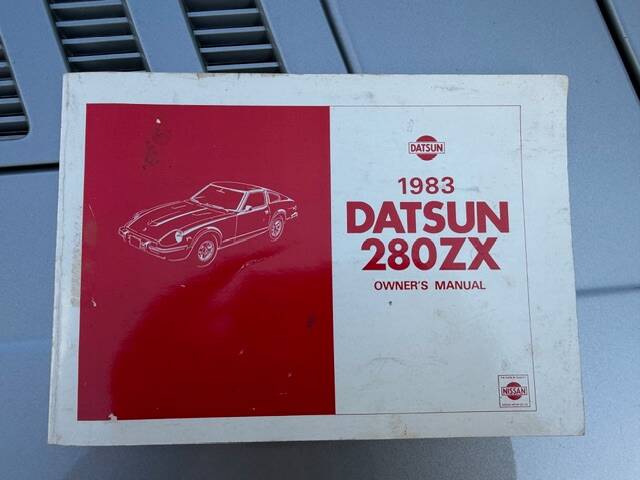 DATSUN
1983
DATSUN
280ZX
OWNER'S MANUAL
NISSAN